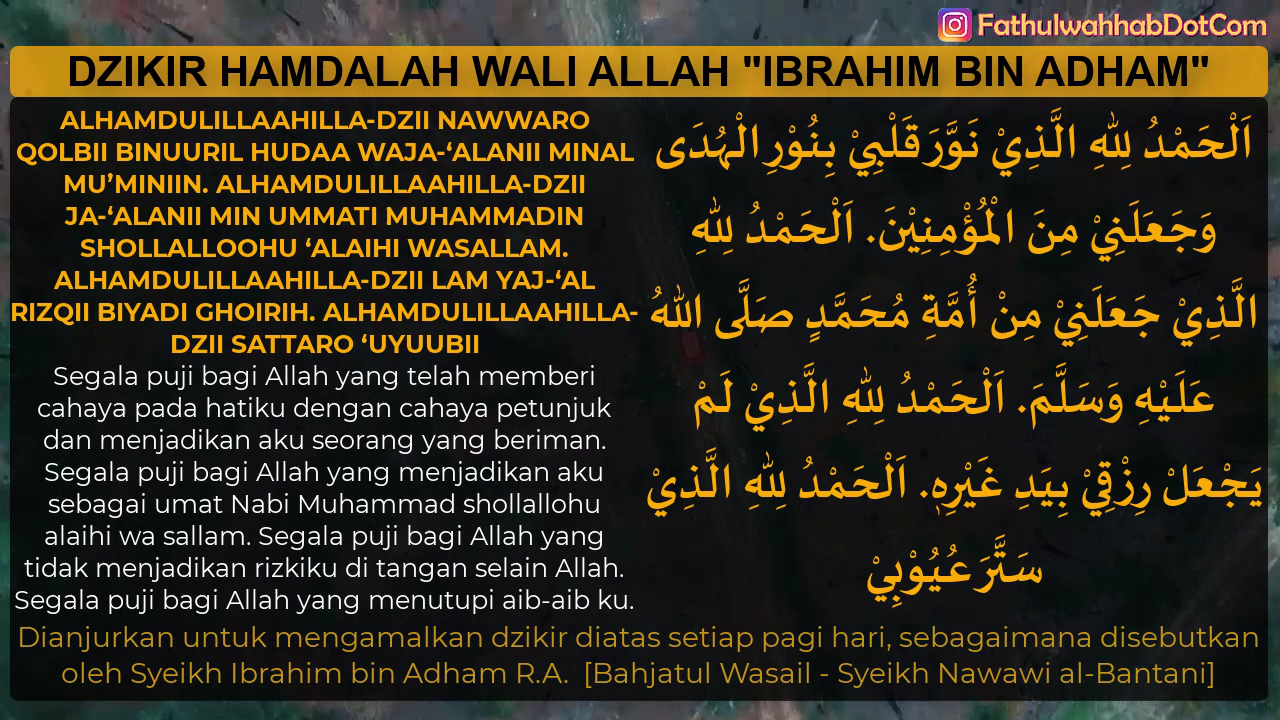 FathulwahhabDotCom
DZIKIR HAMDALAH WALI ALLAH "IBRAHIM BIN ADHAM"
ALHAMDULILLAAHILLA-DZII NAWWARO
QOLBII BINUURIL HUDAA WAJA-‘ALANII MINAL
MU’MINIIN. ALHAMDULILLAAHILLA-DZII
JA-‘ALANII MIN UMMATI MUHAMMADIN
SHOLLALLOOHU ‘ALAIHI WASALLAM.
ALHAMDULILLAAHILLA-DZII LAM YAJ-‘AL
RIZQII BIYADI GHOIRIH. ALHAMDULILLAAHILLA-
DZII SATTARO ‘UYUUBII
Segala puji bagi Allah yang telah memberi
cahaya pada hatiku dengan cahaya petunjuk
dan menjadikan aku seorang yang beriman.
Segala puji bagi Allah yang menjadikan aku
sebagai umat Nabi Muhammad shollallohu
alaihi wa sallam. Segala puji bagi Allah yang
tidak menjadikan rizkiku di tangan selain Allah.
Segala puji bagi Allah yang menutupi aib-aib ku.
اَلْحَمْدُ لِلّٰهِ الَّذِيْ نَوَّرَ قَلْبِيْ بِنُوْرِ الْهُدَى
وَجَعَلَنِيْ مِنَ الْمُؤْمِنِيْنَ. اَلْحَمْدُ لِلّٰهِ
الَّذِيْ جَعَلَنِيْ مِنْ أُمَّةِ مُحَمَّدٍ صَلَّى اللّٰهُ
عَلَيْهِ وَسَلَّمَ. اَلْحَمْدُ لِلّٰهِ الَّذِيْ لَمْ
يَجْعَلْ رِزْقِيْ بِيَدِ غَيْرِهٖ. اَلْحَمْدُ لِلّٰهِ الَّذِيْ
سَتَّرَ عُيُوْبِيْ
Dianjurkan untuk mengamalkan dzikir diatas setiap pagi hari, sebagaimana disebutkan
oleh Syeikh Ibrahim bin Adham R.A. [Bahjatul Wasail - Syeikh Nawawi al-Bantani]